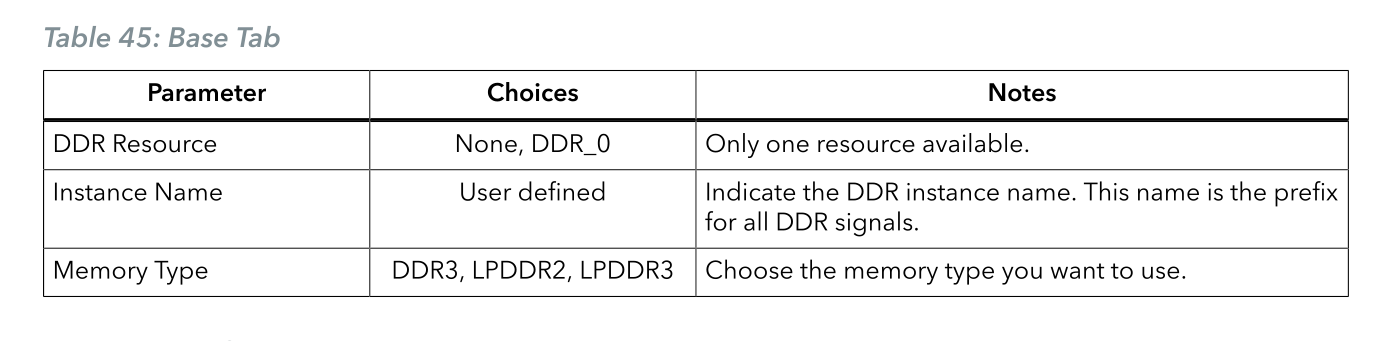 Table 45: Base Tab
Parameter Choices Notes
DDR Resource None, DDR_0 Only one resource available.
Instance Name User defined Indicate the DDR instance name. This name is the prefix
for all DDR signals.
Memory Type DDR3, LPDDR2, LPDDR3 Choose the memory type you want to use.